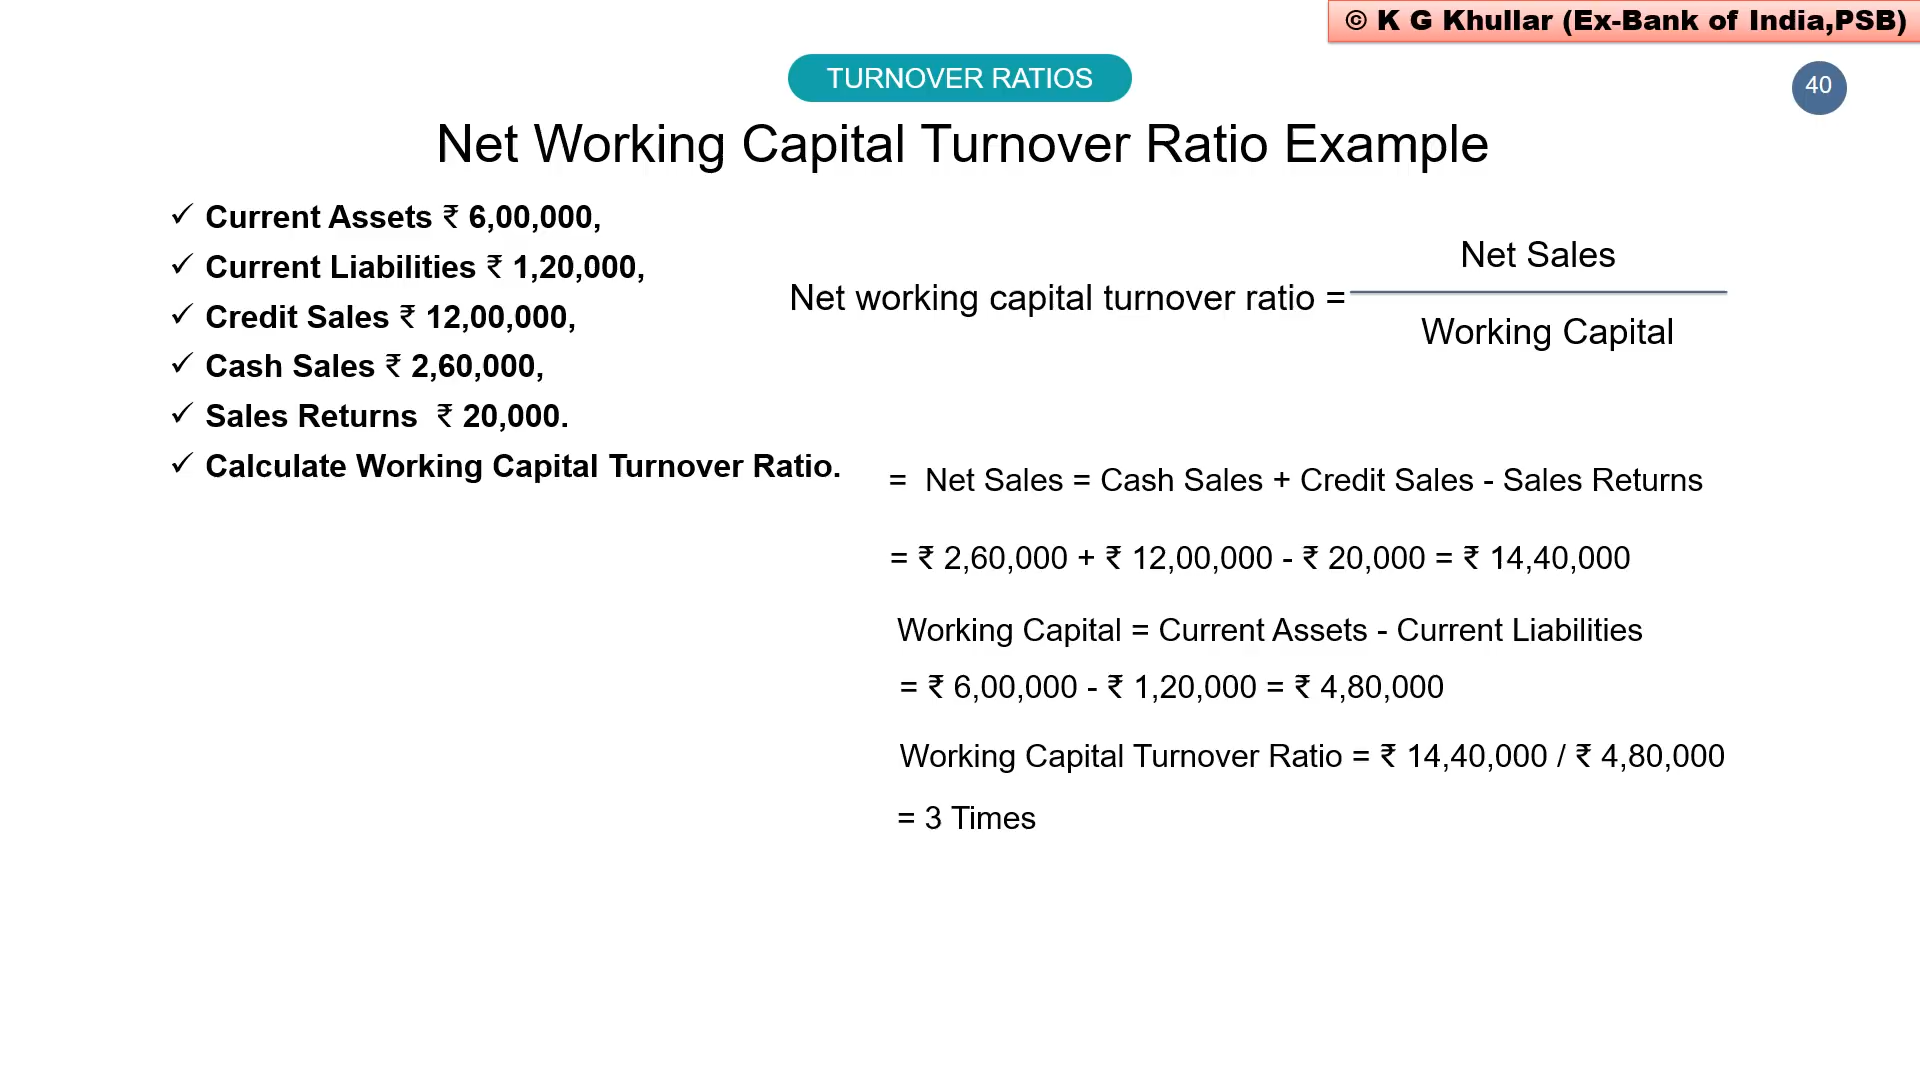 © K G Khullar (Ex-Bank of India,PSB)
TURNOVER RATIOS
40
Net Working Capital Turnover Ratio Example
✓ Current Assets ₹ 6,00,000,
✓ Current Liabilities ₹ 1,20,000,
✓ Credit Sales ₹ 12,00,000,
✓ Cash Sales ₹ 2,60,000,
✓ Sales Returns ₹ 20,000.
✓ Calculate Working Capital Turnover Ratio.
Net Sales
Net working capital turnover ratio =
Working Capital
= Net Sales = Cash Sales + Credit Sales - Sales Returns
= ₹ 2,60,000 + ₹ 12,00,000 - ₹ 20,000 = ₹ 14,40,000
Working Capital = Current Assets - Current Liabilities
= ₹ 6,00,000 - ₹ 1,20,000 = ₹ 4,80,000
Working Capital Turnover Ratio = ₹ 14,40,000 / ₹ 4,80,000
= 3 Times